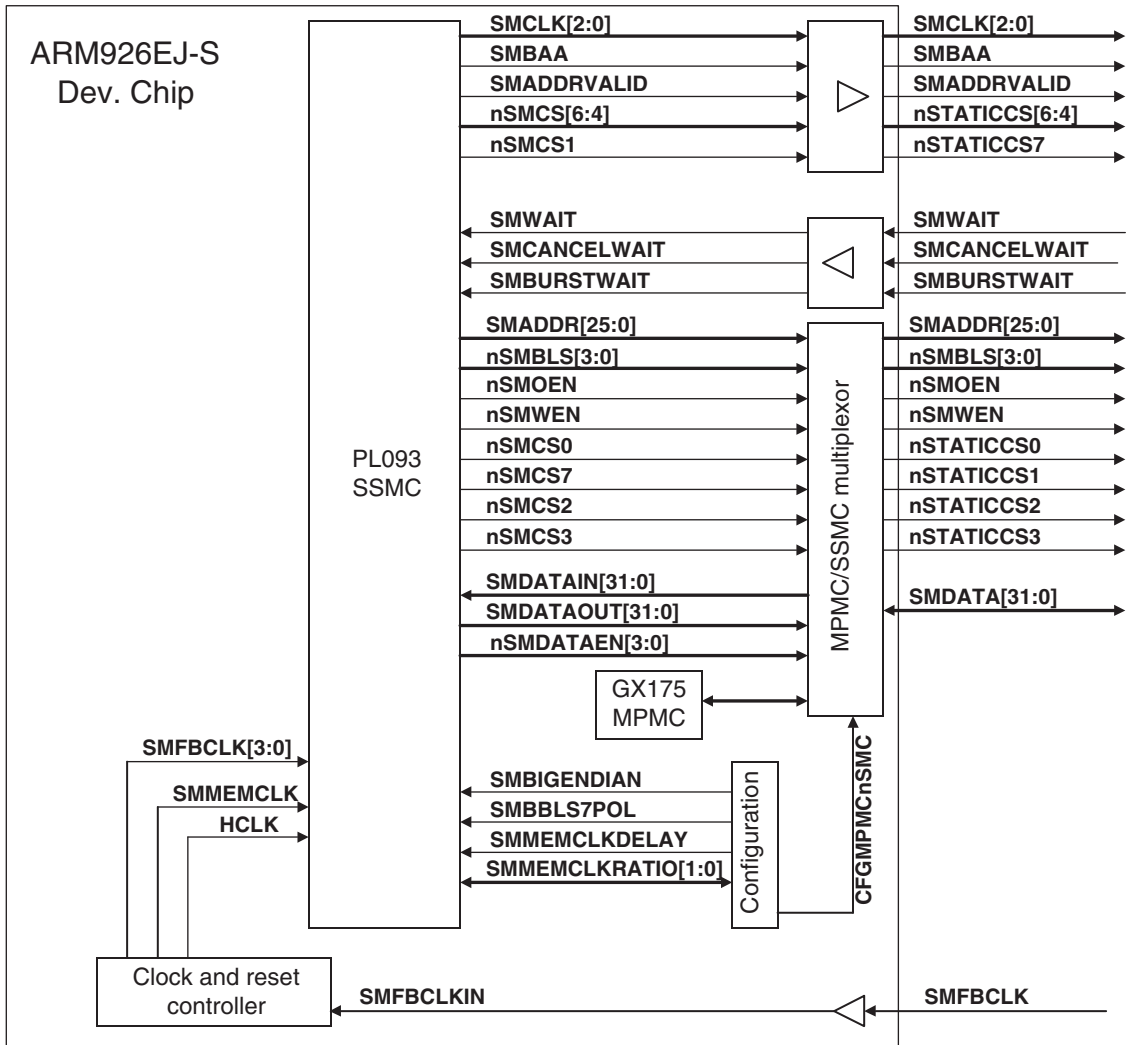 ARM926EJ-S
Dev. Chip
SMCLK[2:0]
SMBAA
SMADDRVALID
nSMCS[6:4]
nSMCS1
SMCLK[2:0]
SMBAA
SMADDRVALID
nSTATICCS[6:4]
nSTATICCS7
SMWAIT
SMCANCELWAIT
SMBURSTWAIT
SMWAIT
SMCANCELWAIT
SMBURSTWAIT
PL093
SSMC
SMADDR[25:0]
nSMBLS[3:0]
nSMOEN
nSMWEN
nSMCS0
nSMCS7
nSMCS2
nSMCS3
SMDATAIN[31:0]
SMDATAOUT[31:0]
nSMDATAEN[3:0]
MPMC/SSMC multiplexor
SMADDR[25:0]
nSMBLS[3:0]
nSMOEN
nSMWEN
nSTATICCS0
nSTATICCS1
nSTATICCS2
nSTATICCS3
SMDATA[31:0]
GX175
MPMC
SMFBCLK[3:0]
SMMEMCLK
HCLK
SMBIGENDIAN
SMBBLS7POL
SMMEMCLKDELAY
SMMEMCLKRATIO[1:0]
Configuration
CFGMPMCnSMC
Clock and reset
controller
SMFBCLKIN
SMFBCLK